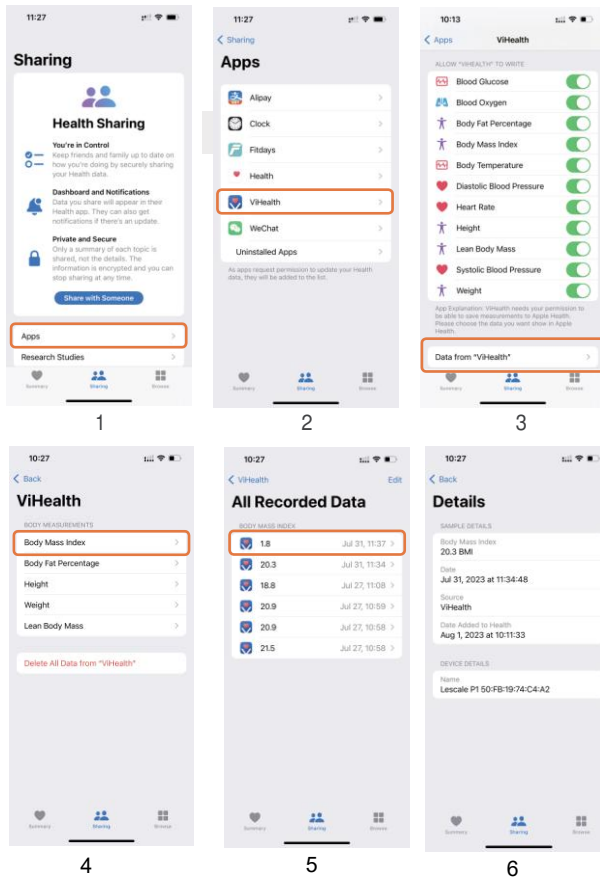 11:27
Sharing
Health Sharing
You're in Control
Keep friends and family up to date on
how you're doing by securely sharing
your Health data.
Dashboard and Notifications
Data you share will appear in their
Health app. They can also get
notifications if there's an update.
Private and Secure
Only a summary of each topic is
shared, not the details. The
information is encrypted and you can
stop sharing at any time.
Share with Someone
Apps
Research Studies
Summary
Sharing
Browse
1
11:27
Sharing
Apps
Alipay
Clock
Fitdays
Health
ViHealth
WeChat
Uninstalled Apps
As apps request permission to update your Health
data, they will be added to the list.
Summary
Sharing
Browse
2
10:13
Apps
ViHealth
ALLOW "VIHEALTH" TO WRITE
Blood Glucose
Blood Oxygen
Body Fat Percentage
Body Mass Index
Body Temperature
Diastolic Blood Pressure
Heart Rate
Height
Lean Body Mass
Systolic Blood Pressure
Weight
App Explanation: ViHealth needs your permission to
be able to save measurements to Apple Health.
Please choose the data you want show in Apple
Health.
Data from "ViHealth"
Summary
Sharing
Browse
3
10:27
Back
ViHealth
BODY MEASUREMENTS
Body Mass Index
Body Fat Percentage
Height
Weight
Lean Body Mass
Delete All Data from "ViHealth"
Summary
Sharing
Browse
4
10:27
ViHealth Edit
All Recorded Data
BODY MASS INDEX
1.8 Jul 31, 11:37
20.3 Jul 31, 11:34
18.8 Jul 27, 11:08
20.9 Jul 27, 10:59
20.9 Jul 27, 10:58
21.5 Jul 27, 10:58
Summary
Sharing
Browse
5
10:27
Back
Details
SAMPLE DETAILS
Body Mass Index
20.3 BMI
Date
Jul 31, 2023 at 11:34:48
Source
ViHealth
Date Added to Health
Aug 1, 2023 at 10:11:33
DEVICE DETAILS
Name
Lescale P1 50:FB:19:74:C4:A2
Summary
Sharing
Browse
6